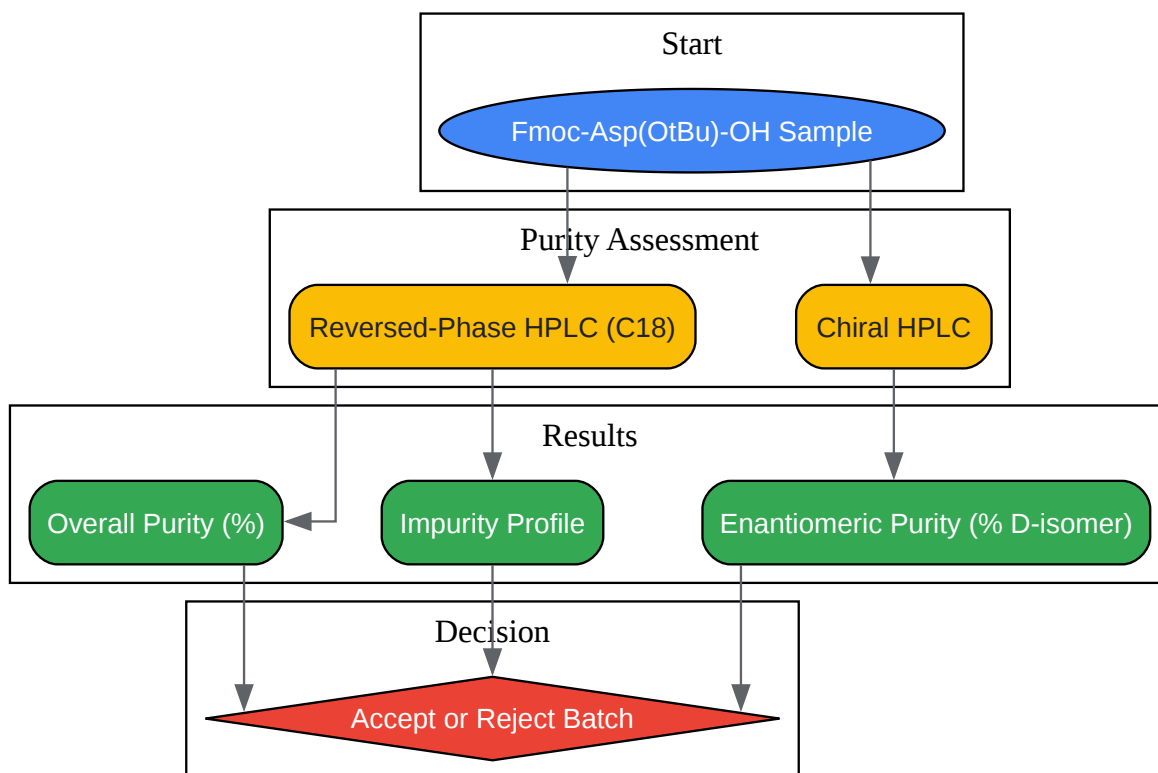 Start
Fmoc-Asp(OtBu)-OH Sample
Purity Assessment
Reversed-Phase HPLC (C18)
Chiral HPLC
Results
Overall Purity (%)
Impurity Profile
Enantiomeric Purity (% D-isomer)
Decision
Accept or Reject Batch